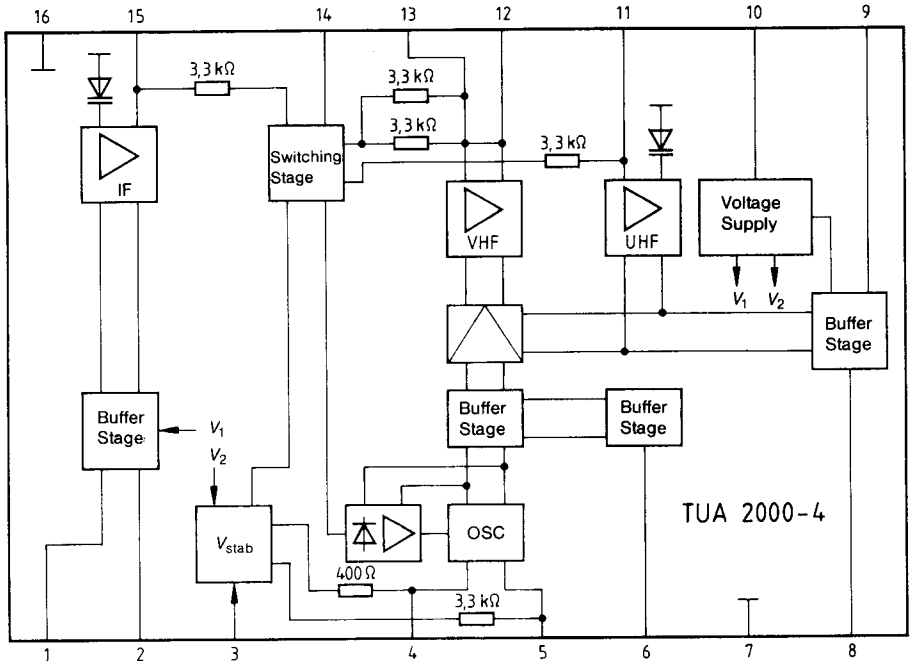 16 15 14 13 12 11 10 9
3,3 kΩ
3,3 kΩ
3,3 kΩ
3,3 kΩ
IF
Switching
Stage
VHF
UHF
Voltage
Supply
V1 V2
Buffer
Stage
Buffer
Stage
V1
V2
Buffer
Stage
Buffer
Stage
Vstab
OSC
TUA 2000-4
400 Ω
3,3 kΩ
1 2 3 4 5 6 7 8